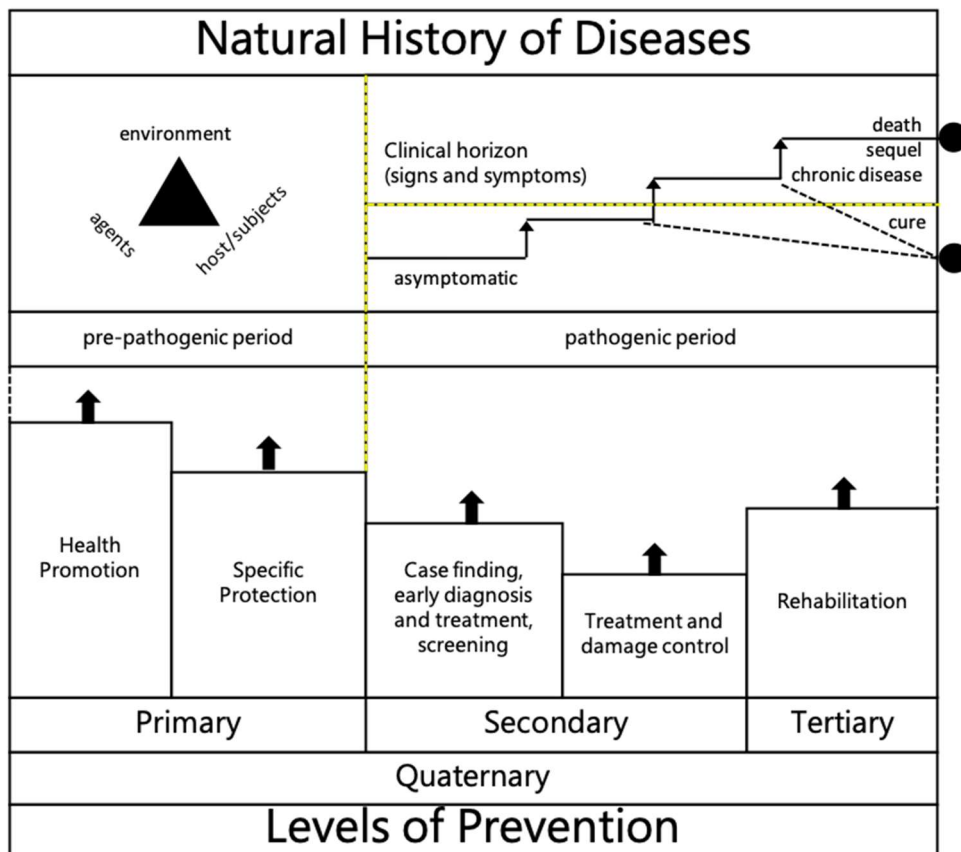 Natural History of Diseases
environment
agents
host/subjects
Clinical horizon
(signs and symptoms)
asymptomatic
death
sequel
chronic disease
cure
pre-pathogenic period
pathogenic period
Health
Promotion
Specific
Protection
Case finding,
early diagnosis
and treatment,
screening
Treatment and
damage control
Rehabilitation
Primary
Secondary
Tertiary
Quaternary
Levels of Prevention